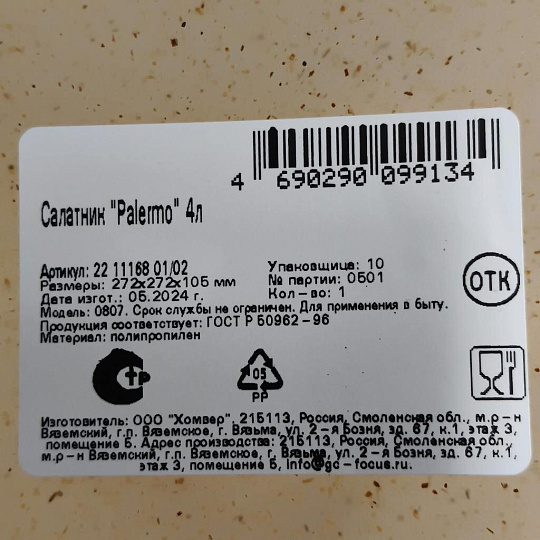 4 690290 099134
Салатник "Palermo" 4л
Артикул: 22 11168 01/02
Упаковщица: 10
Размеры: 272x272x105 мм
№ партии: 0501
Дата изгот.: 05.2024 г.
Кол-во: 1
Модель: 0807. Срок службы не ограничен. Для применения в быту.
Продукция соответствует: ГОСТ Р 50962-96
Материал: полипропилен
ОТК
СТР
05
PP
Изготовитель: ООО "Хомвер", 215113, Россия, Смоленская обл., м.р-н
Вяземский, г.п. Вяземское, г. Вязьма, ул. 2-я Бозня, зд. 67, к.1, этаж 3,
помещение 5. Адрес производства: 215113, Россия, Смоленская обл.,
м.р-н Вяземский, г.п. Вяземское, г. Вязьма, ул. 2-я Бозня, зд. 67, к.1,
этаж 3, помещение 5, info@gc-focus.ru.